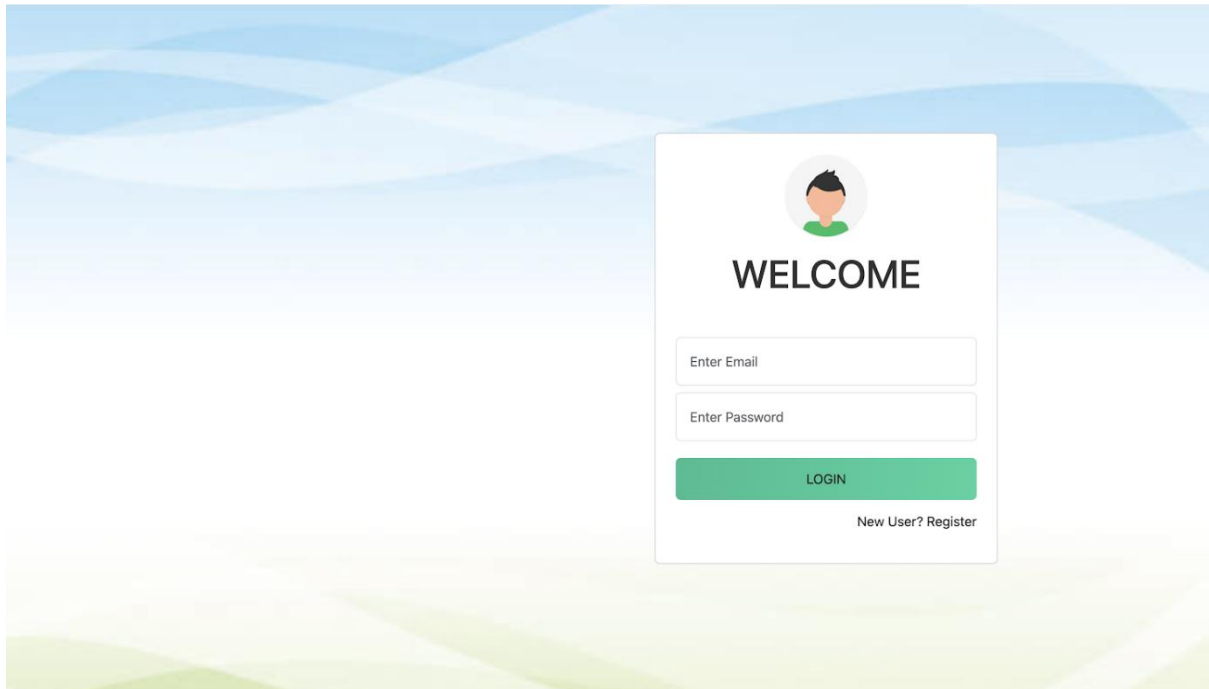 WELCOME
Enter Email
Enter Password
LOGIN
New User? Register